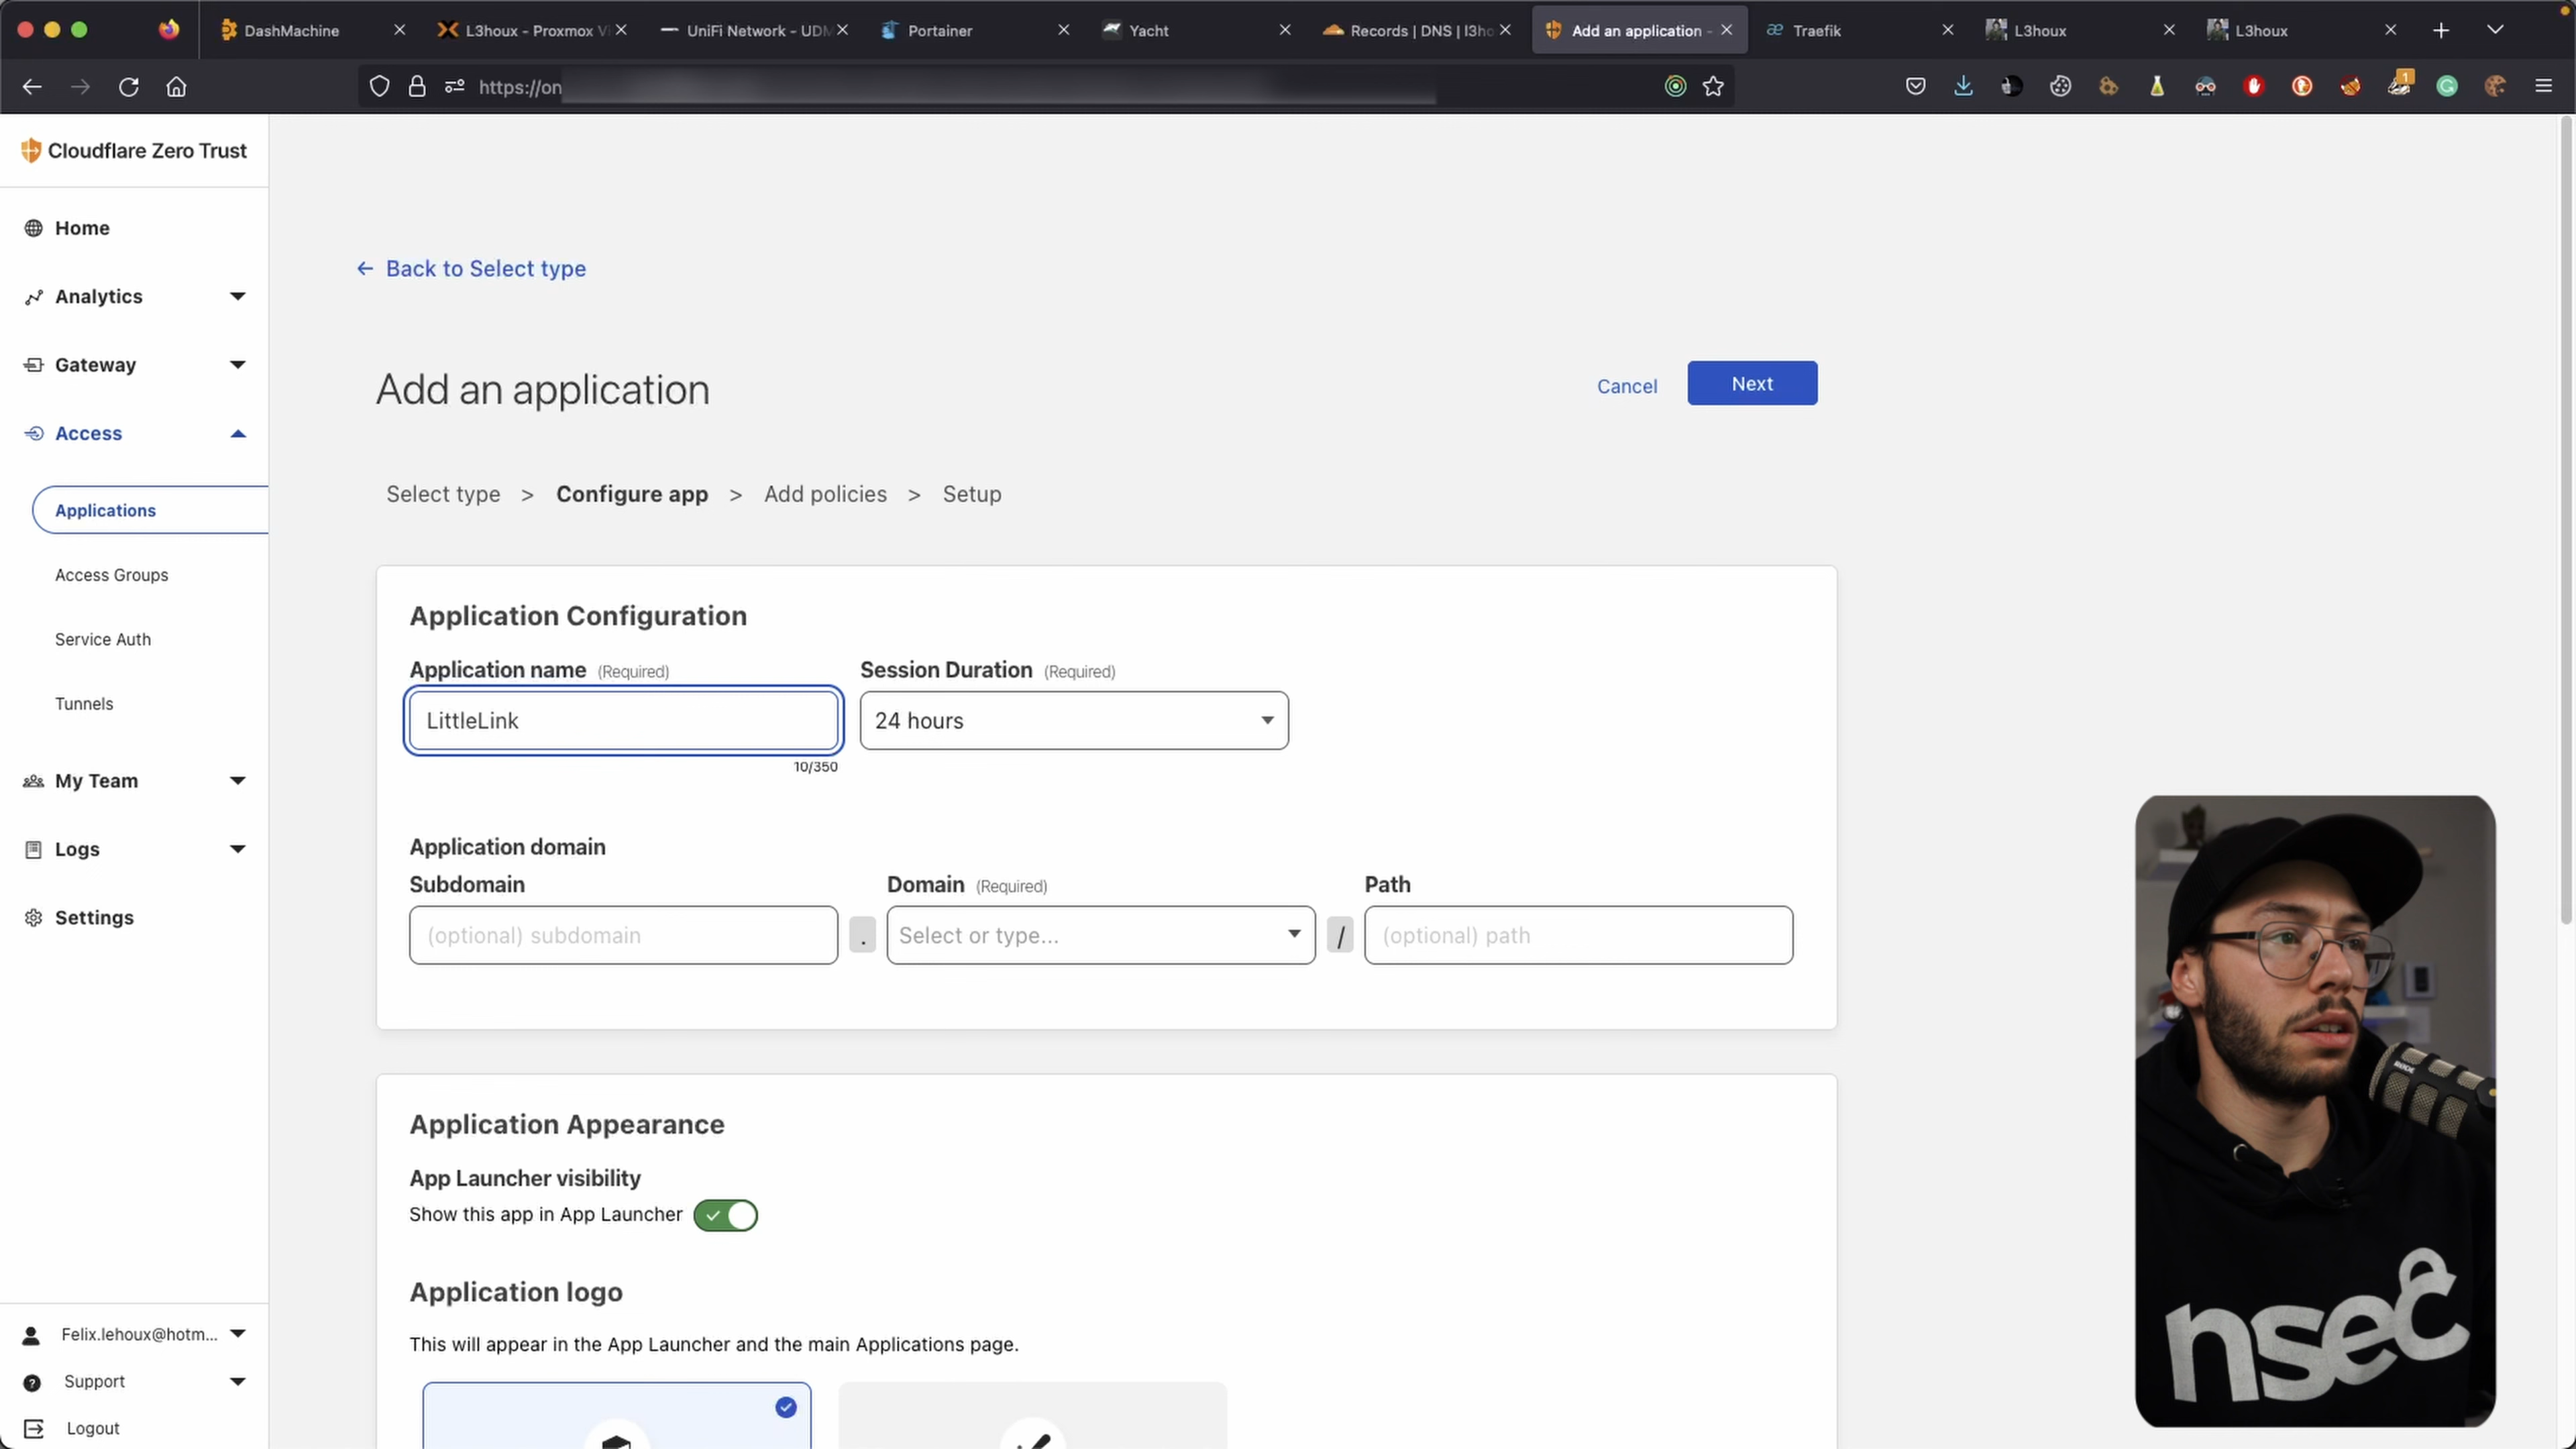 DashMachine
L3houx - Proxmox Vi
UniFi Network - UDM
Portainer
Yacht
Records | DNS | l3ho
Add an application -
Traefik
L3houx
L3houx
https://on
1
Cloudflare Zero Trust
Home
Analytics
Gateway
Access
Applications
Access Groups
Service Auth
Tunnels
My Team
Logs
Settings
Felix.lehoux@hotm...
Support
Logout
Back to Select type
Add an application
Cancel
Next
Select type > Configure app > Add policies > Setup
Application Configuration
Application name (Required)
Session Duration (Required)
LittleLink
24 hours
10/350
Application domain
Subdomain
Domain (Required)
Path
(optional) subdomain
.
Select or type...
/
(optional) path
Application Appearance
App Launcher visibility
Show this app in App Launcher
Application logo
This will appear in the App Launcher and the main Applications page.
nsec